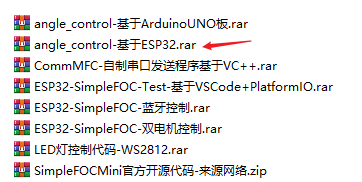 angle_control-基于ArduinoUNO板.rar
angle_control-基于ESP32.rar
CommMFC-自制串口发送程序基于VC++.rar
ESP32-SimpleFOC-Test-基于VSCode+PlatformIO.rar
ESP32-SimpleFOC-蓝牙控制.rar
ESP32-SimpleFOC-双电机控制.rar
LED灯控制代码-WS2812.rar
SimpleFOCMini官方开源代码-来源网络.zip